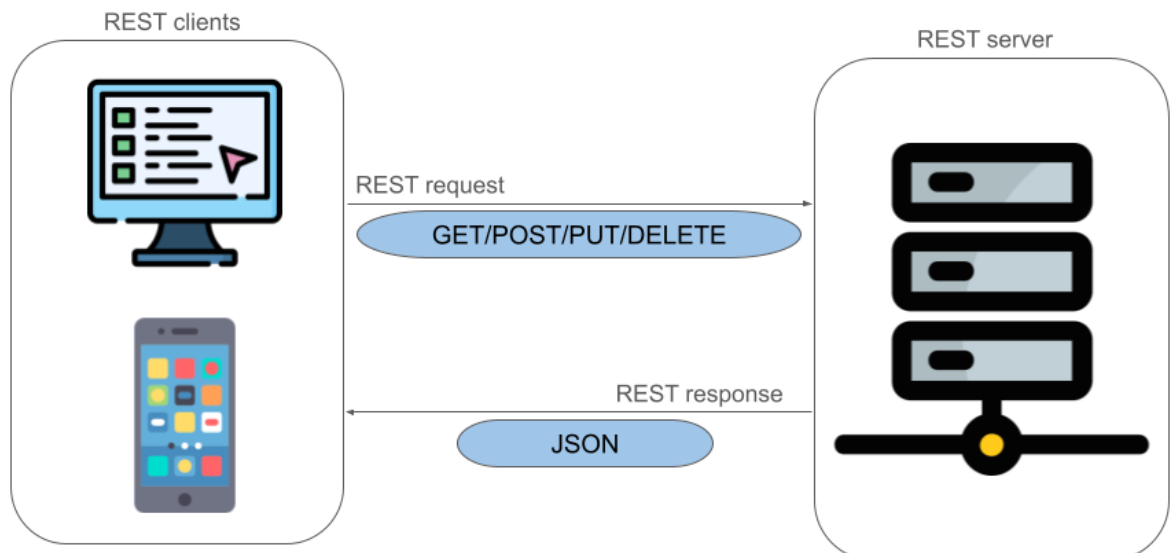 REST clients
REST server
REST request
GET/POST/PUT/DELETE
REST response
JSON